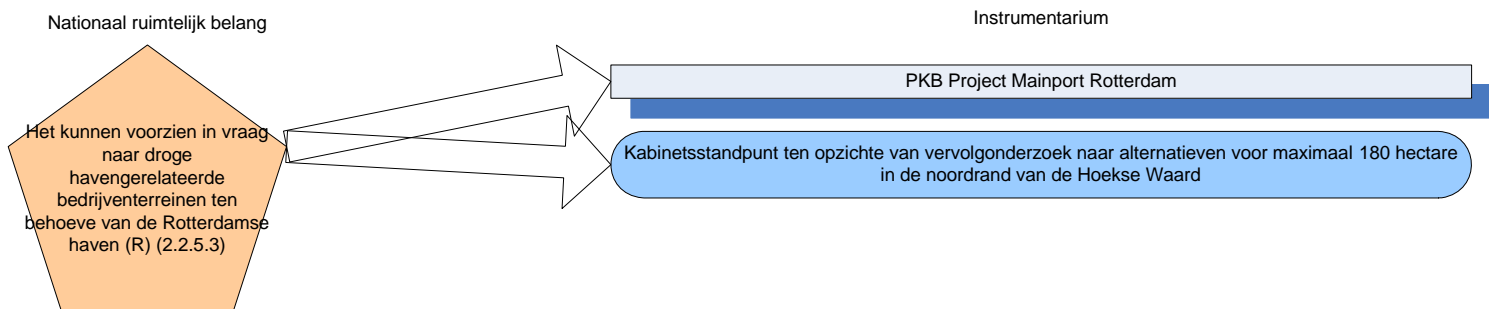 Nationaal ruimtelijk belang
Instrumentarium
Het kunnen voorzien in vraag
naar droge
havengerelateerde
bedrijventerreinen ten
behoeve van de Rotterdamse
haven (R) (2.2.5.3)
PKB Project Mainport Rotterdam
Kabinetsstandpunt ten opzichte van vervolgonderzoek naar alternatieven voor maximaal 180 hectare
in de noordrand van de Hoekse Waard